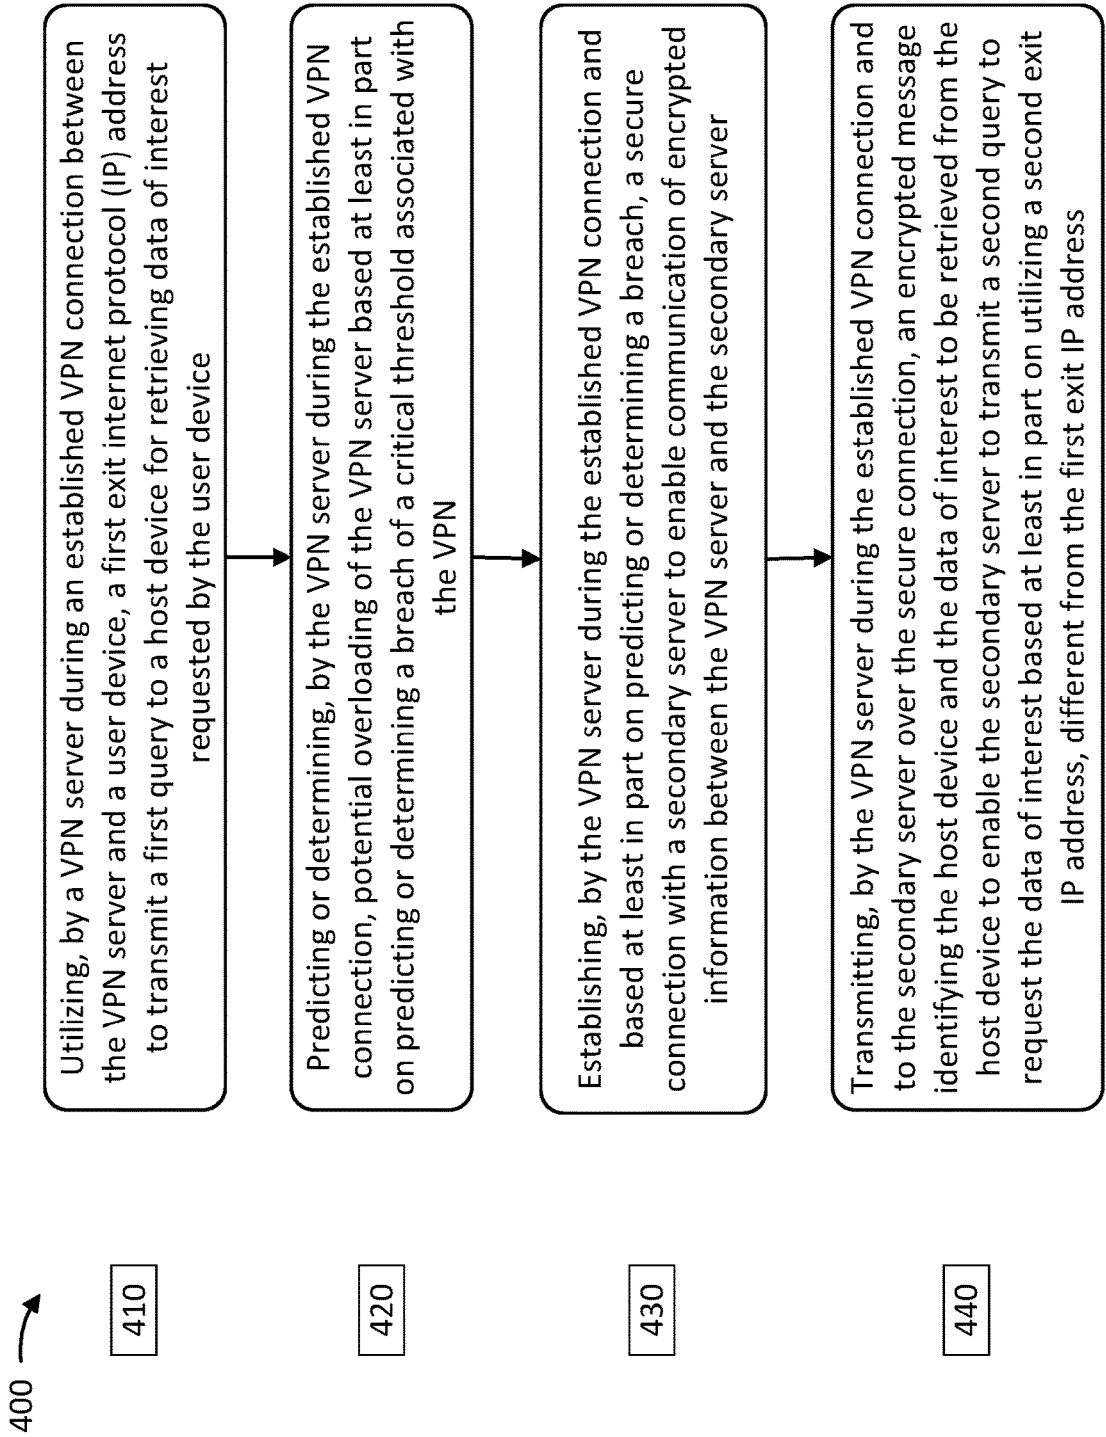 400
410
Utilizing, by a VPN server during an established VPN connection between
the VPN server and a user device, a first exit internet protocol (IP) address
to transmit a first query to a host device for retrieving data of interest
requested by the user device
420
Predicting or determining, by the VPN server during the established VPN
connection, potential overloading of the VPN server based at least in part
on predicting or determining a breach of a critical threshold associated with
the VPN
430
Establishing, by the VPN server during the established VPN connection and
based at least in part on predicting or determining a breach, a secure
connection with a secondary server to enable communication of encrypted
information between the VPN server and the secondary server
440
Transmitting, by the VPN server during the established VPN connection and
to the secondary server over the secure connection, an encrypted message
identifying the host device and the data of interest to be retrieved from the
host device to enable the secondary server to transmit a second query to
request the data of interest based at least in part on utilizing a second exit
IP address, different from the first exit IP address